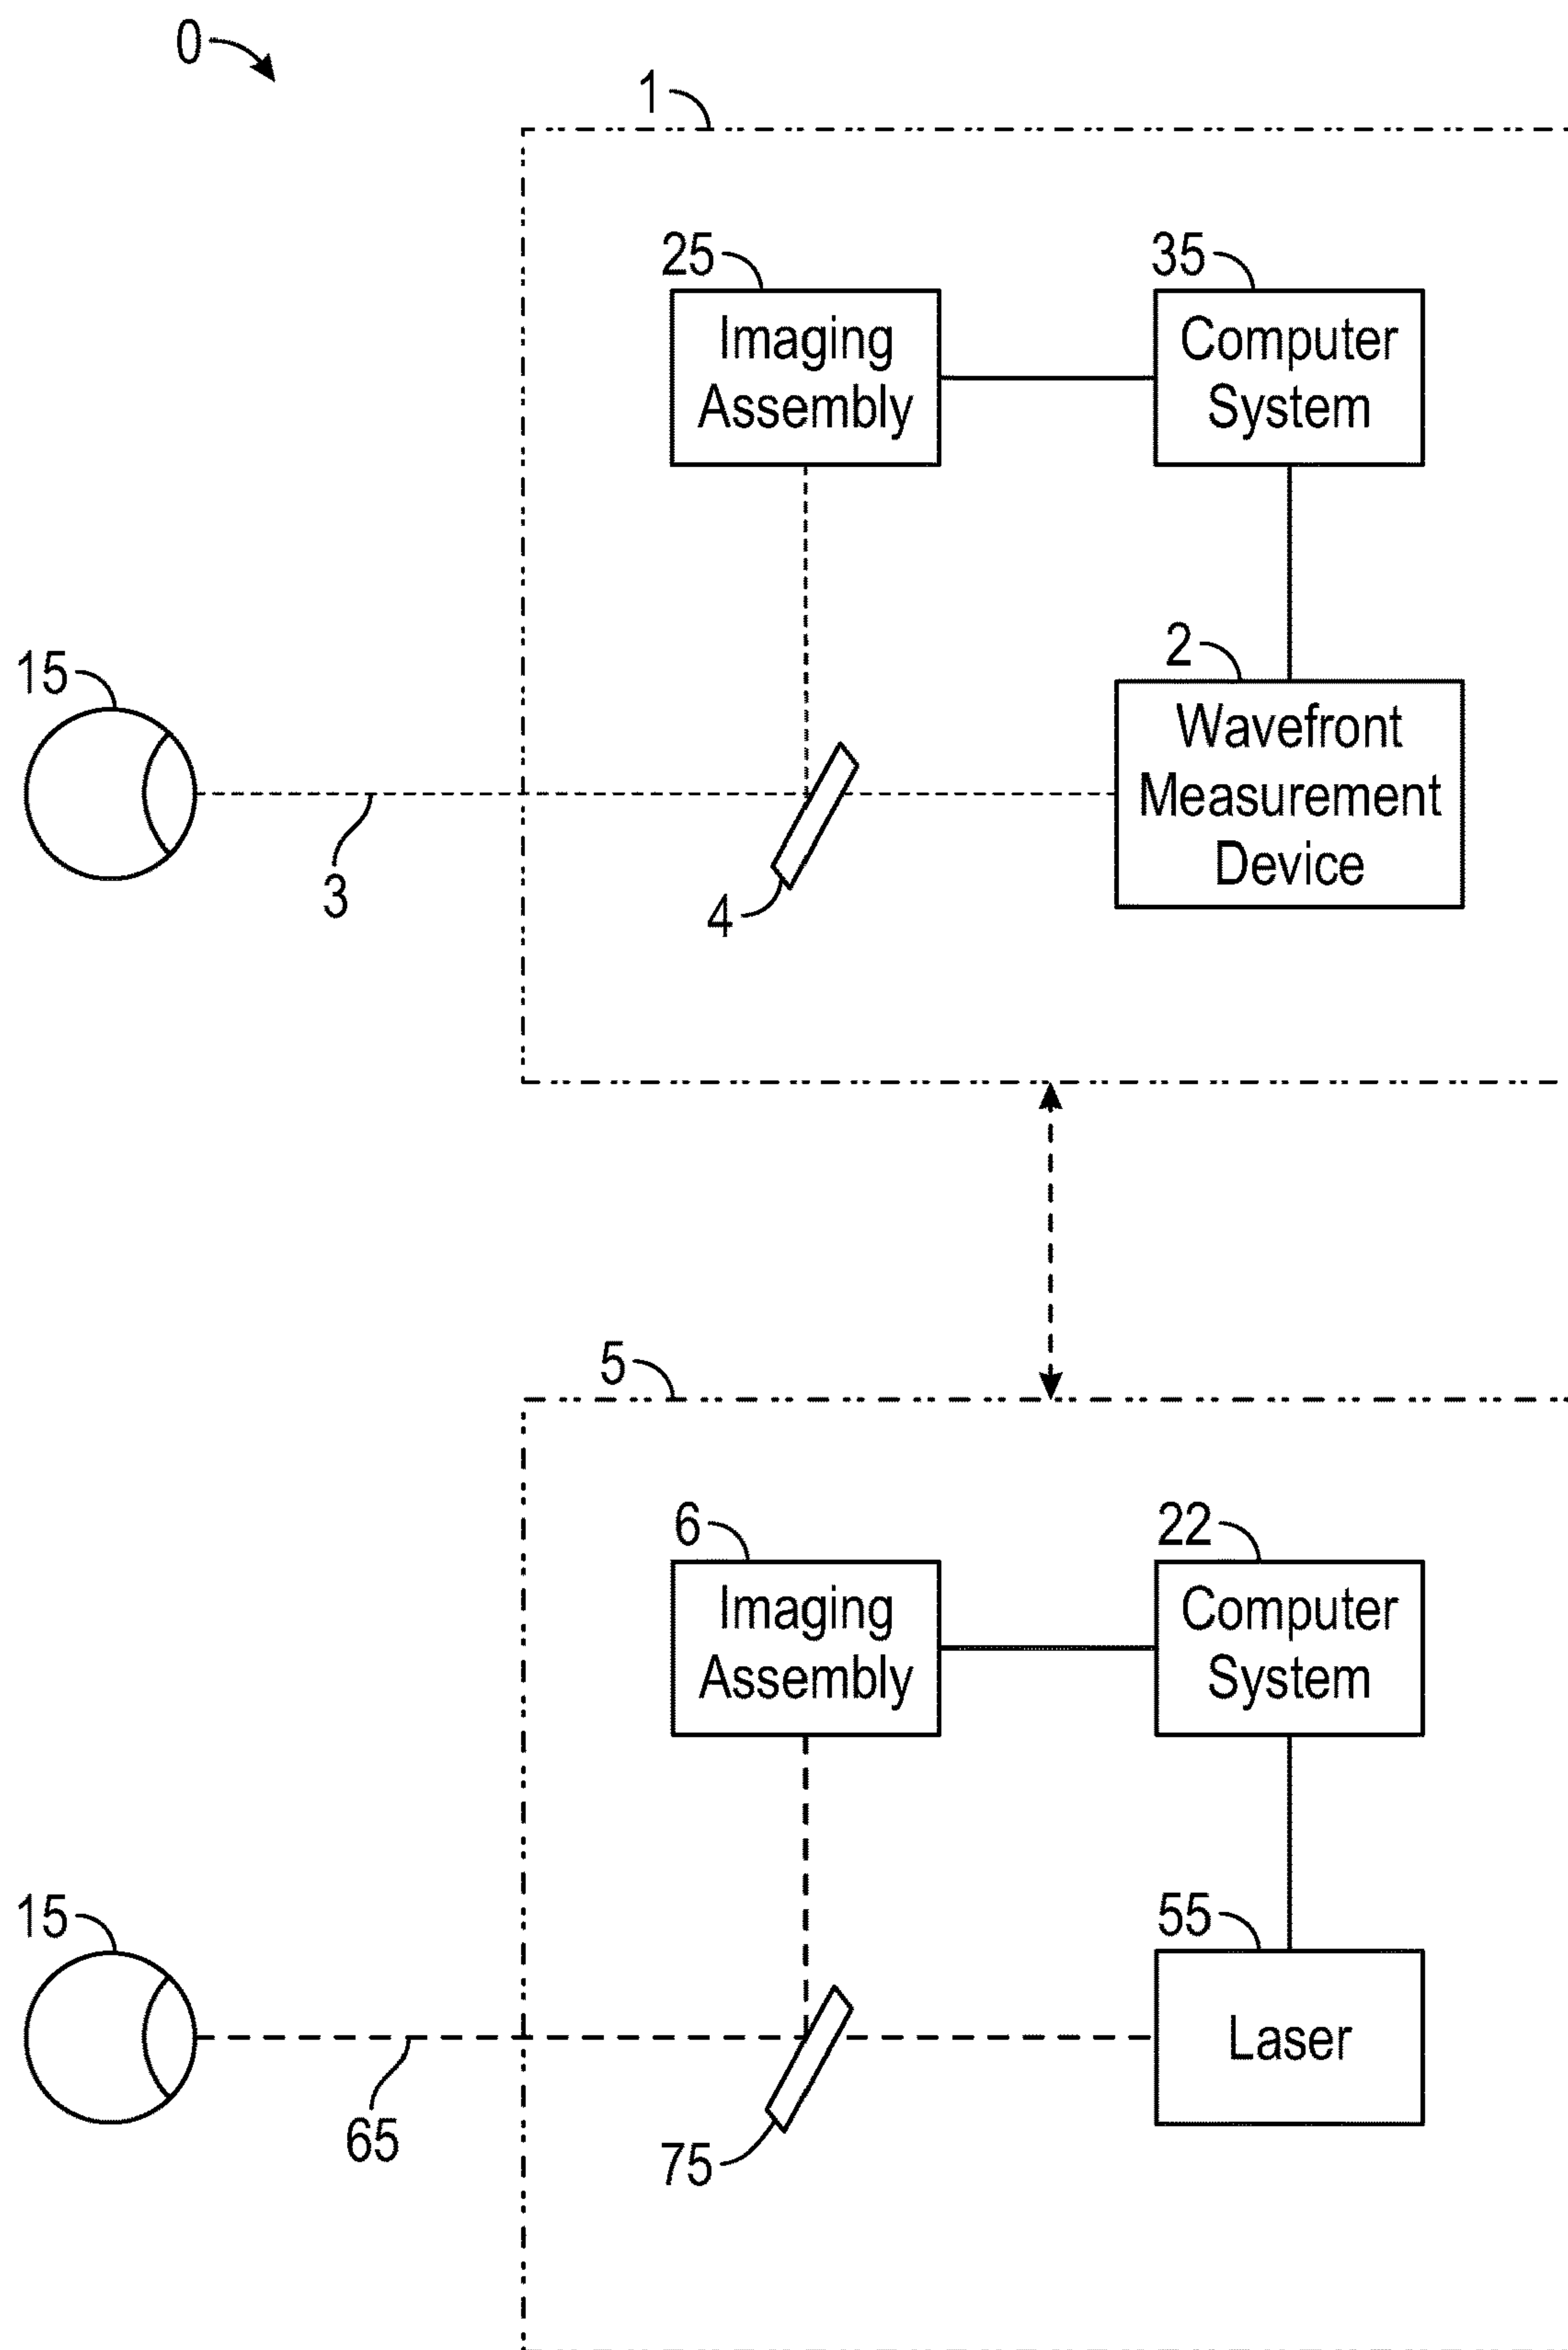 0
1
25
35
Imaging
Assembly
Computer
System
15
2
Wavefront
Measurement
Device
3
4
5
6
22
Imaging
Assembly
Computer
System
15
55
Laser
65
75